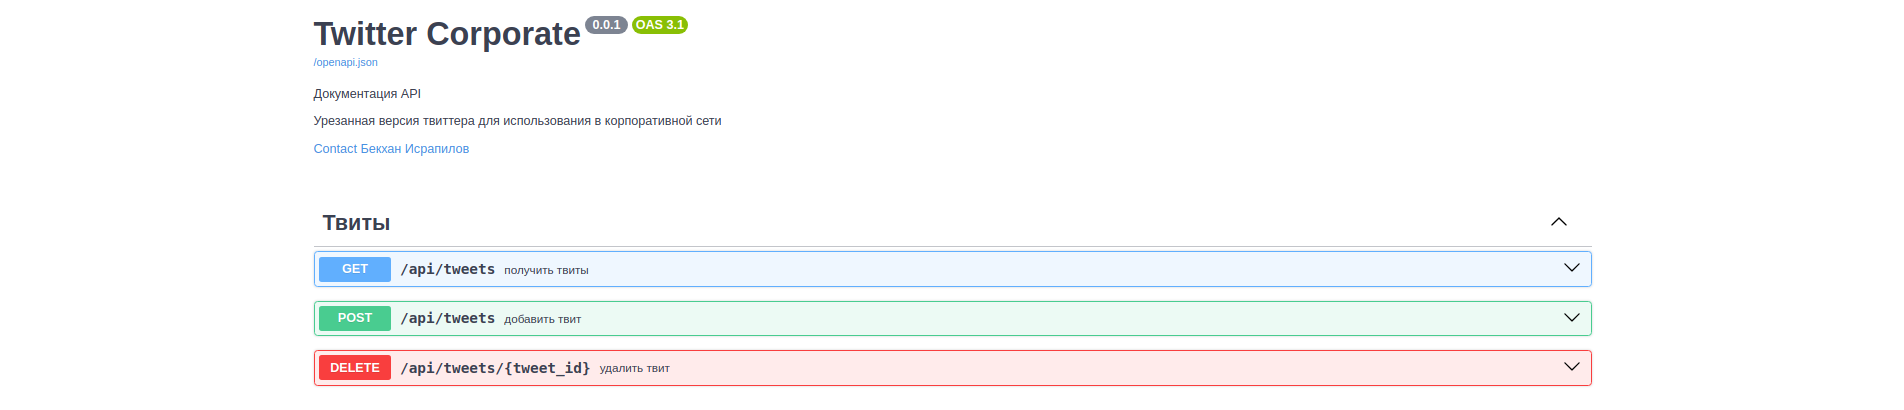 Twitter Corporate 0.0.1 OAS 3.1
/openapi.json
Документация API
Урезанная версия твиттера для использования в корпоративной сети
Contact Бекхан Исрапилов
Твиты
GET /api/tweets получить твиты
POST /api/tweets добавить твит
DELETE /api/tweets/{tweet_id} удалить твит